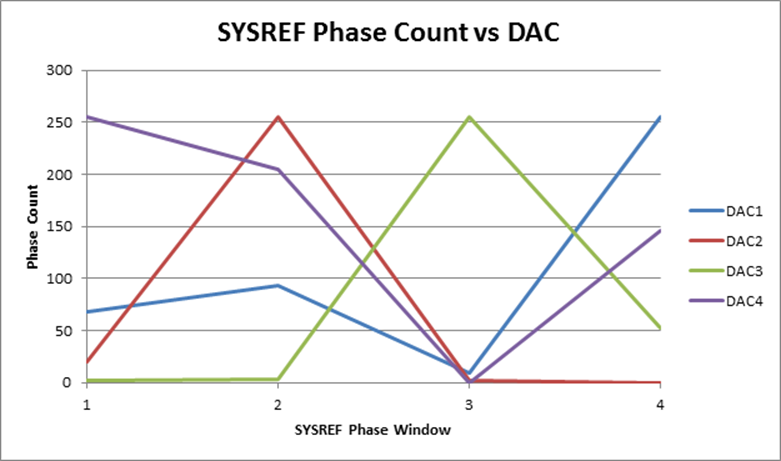 SYSREF Phase Count vs DAC
300
250
200
150
100
50
0
Phase Count
1 2 3 4
SYSREF Phase Window
DAC1
DAC2
DAC3
DAC4